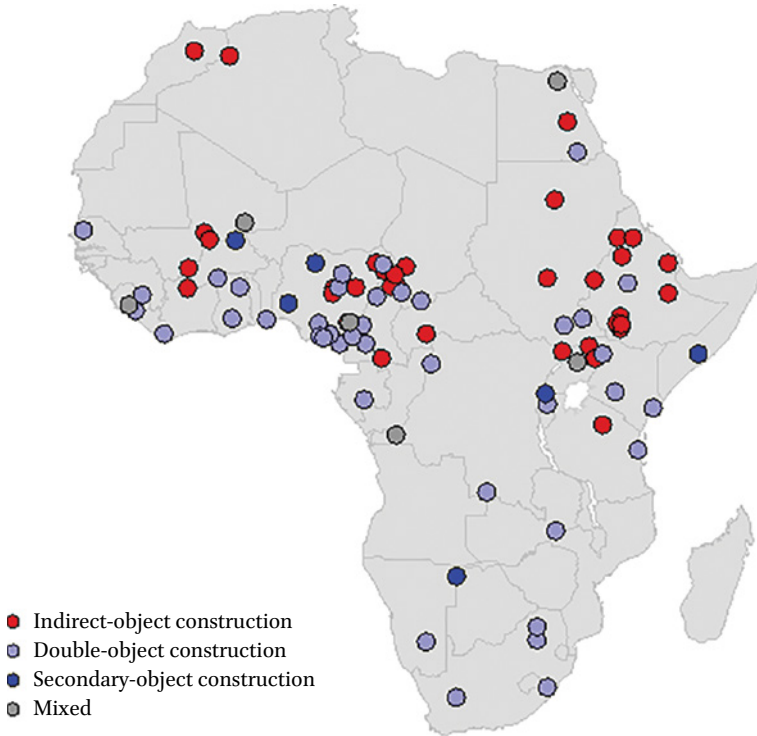 Indirect-object construction
Double-object construction
Secondary-object construction
Mixed